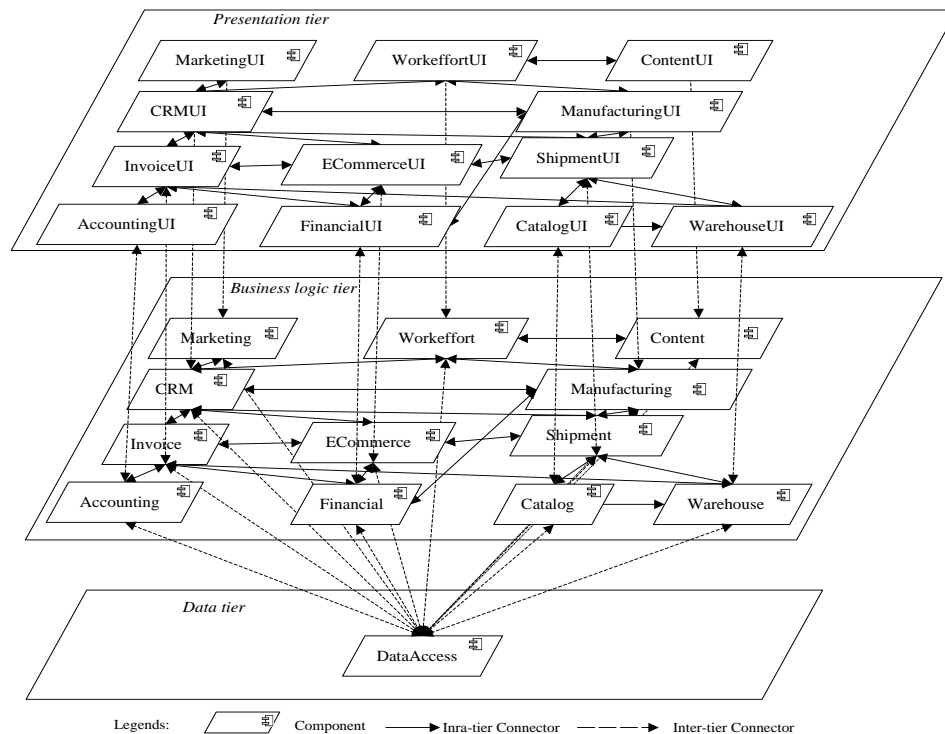 Presentation tier
MarketingUI
WorkeffortUI
ContentUI
CRMUI
ManufacturingUI
InvoiceUI
ECommerceUI
ShipmentUI
AccountingUI
FinancialUI
CatalogUI
WarehouseUI
Business logic tier
Marketing
Workeffort
Content
CRM
Manufacturing
Invoice
ECommerce
Shipment
Accounting
Financial
Catalog
Warehouse
Data tier
DataAccess
Legends: Component Inra-tier Connector Inter-tier Connector